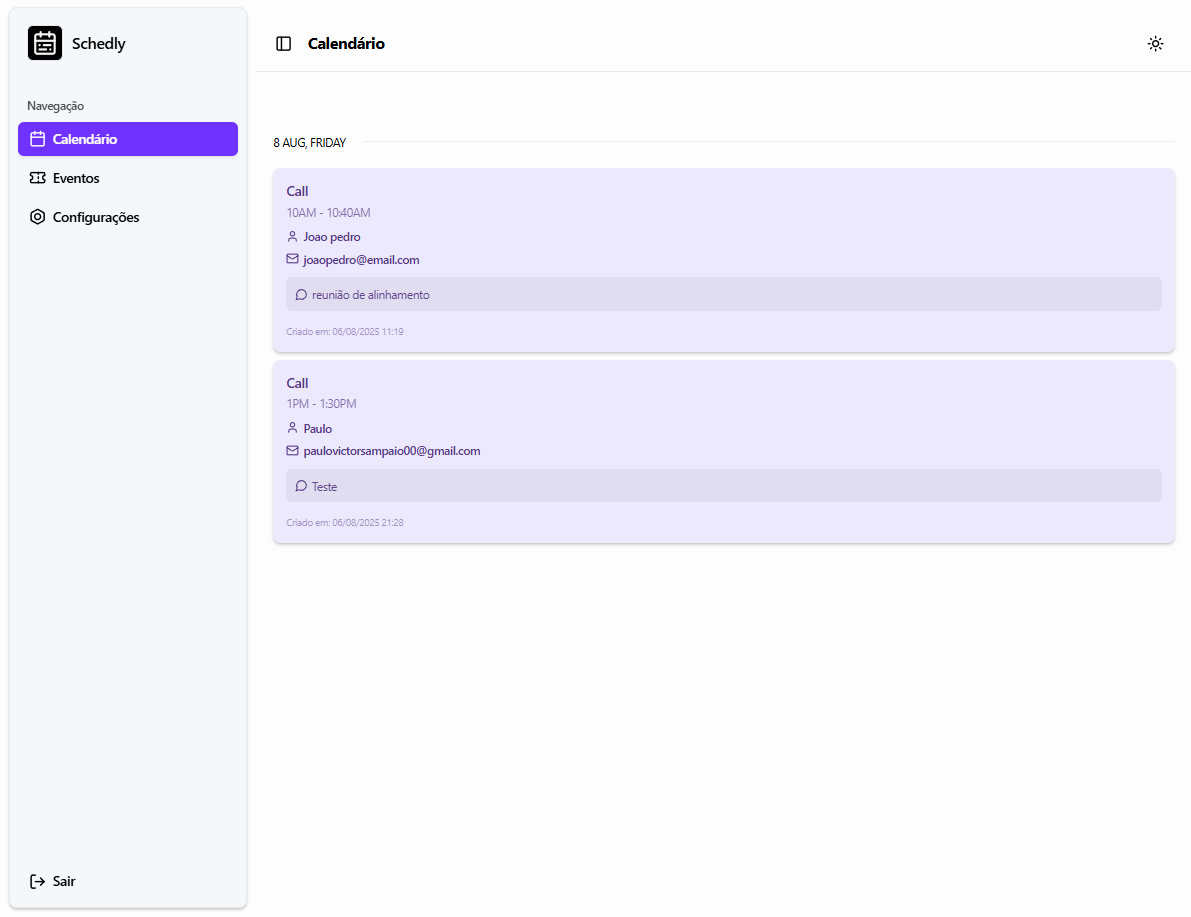 Schedly
Navegação
Calendário
Eventos
Configurações
Sair
Calendário
8 AUG, FRIDAY
Call
10AM - 10:40AM
Joao pedro
joaopedro@email.com
reunião de alinhamento
Criado em: 06/08/2025 11:19
Call
1PM - 1:30PM
Paulo
paulovictorsampaio00@gmail.com
Teste
Criado em: 06/08/2025 21:28